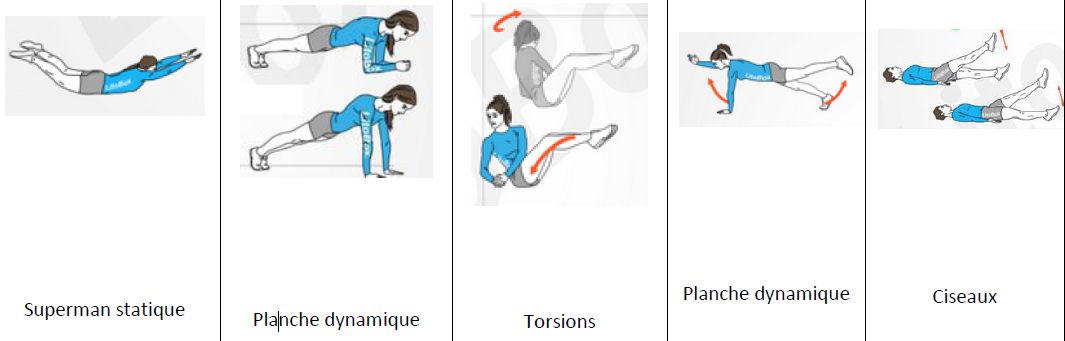 Superman statique
Planche dynamique
Torsions
Planche dynamique
Ciseaux